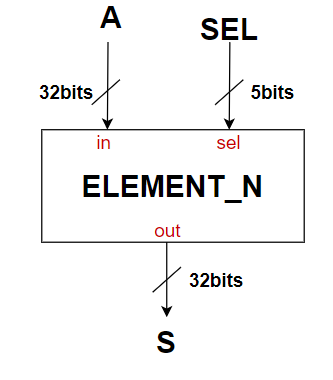 A SEL
32bits 5bits
in sel
ELEMENT_N
out
32bits
S